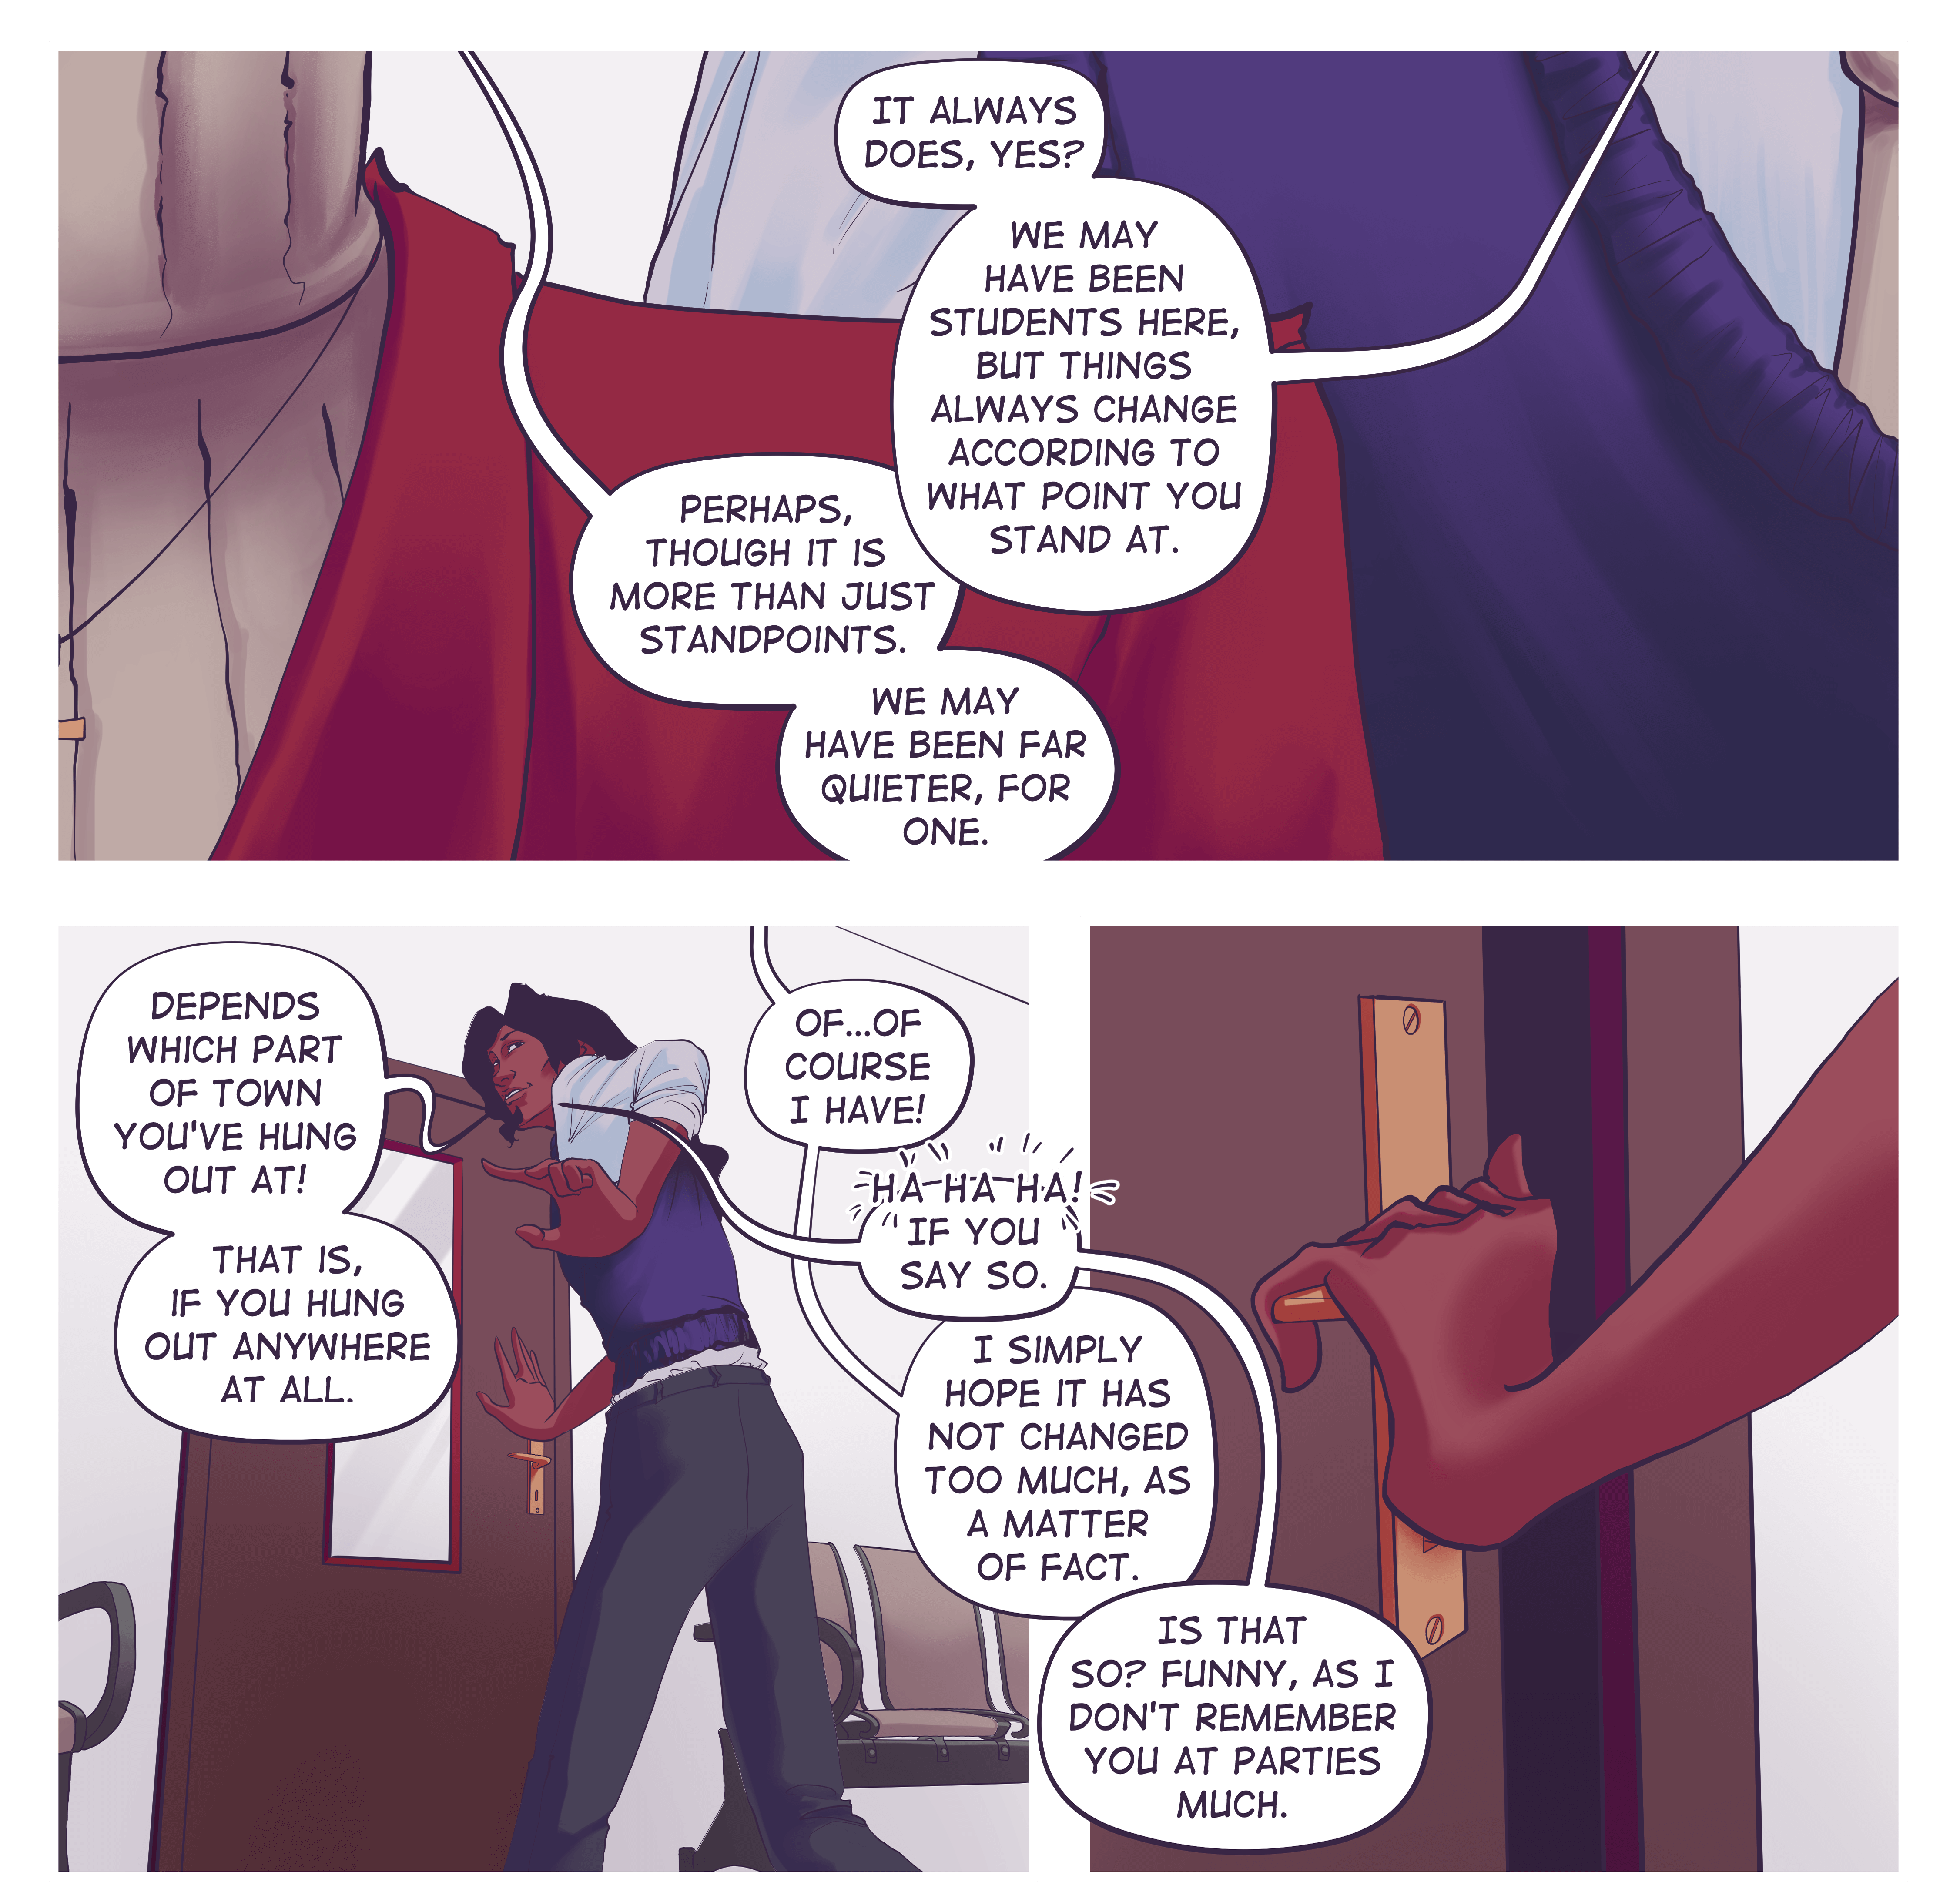 IT ALWAYS
DOES, YES?
WE MAY
HAVE BEEN
STUDENTS HERE,
BUT THINGS
ALWAYS CHANGE
ACCORDING TO
WHAT POINT YOU
STAND AT.
PERHAPS,
THOUGH IT IS
MORE THAN JUST
STANDPOINTS.
WE MAY
HAVE BEEN FAR
QUIETER, FOR
ONE.
DEPENDS
WHICH PART
OF TOWN
YOU'VE HUNG
OUT AT!
THAT IS,
IF YOU HUNG
OUT ANYWHERE
AT ALL.
OF...OF
COURSE
I HAVE!
HA HA HA!
IF YOU
SAY SO.
I SIMPLY
HOPE IT HAS
NOT CHANGED
TOO MUCH, AS
A MATTER
OF FACT.
IS THAT
SO? FUNNY, AS I
DON'T REMEMBER
YOU AT PARTIES
MUCH.